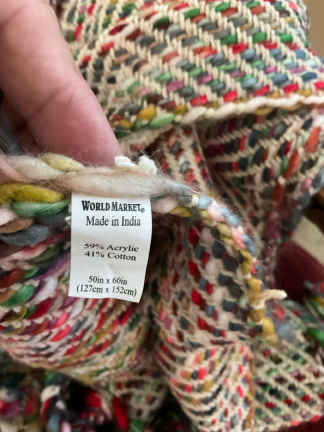 WORLD MARKET®
Made in India
59% Acrylic
41% Cotton
50in x 60in
(127cm x 152cm)